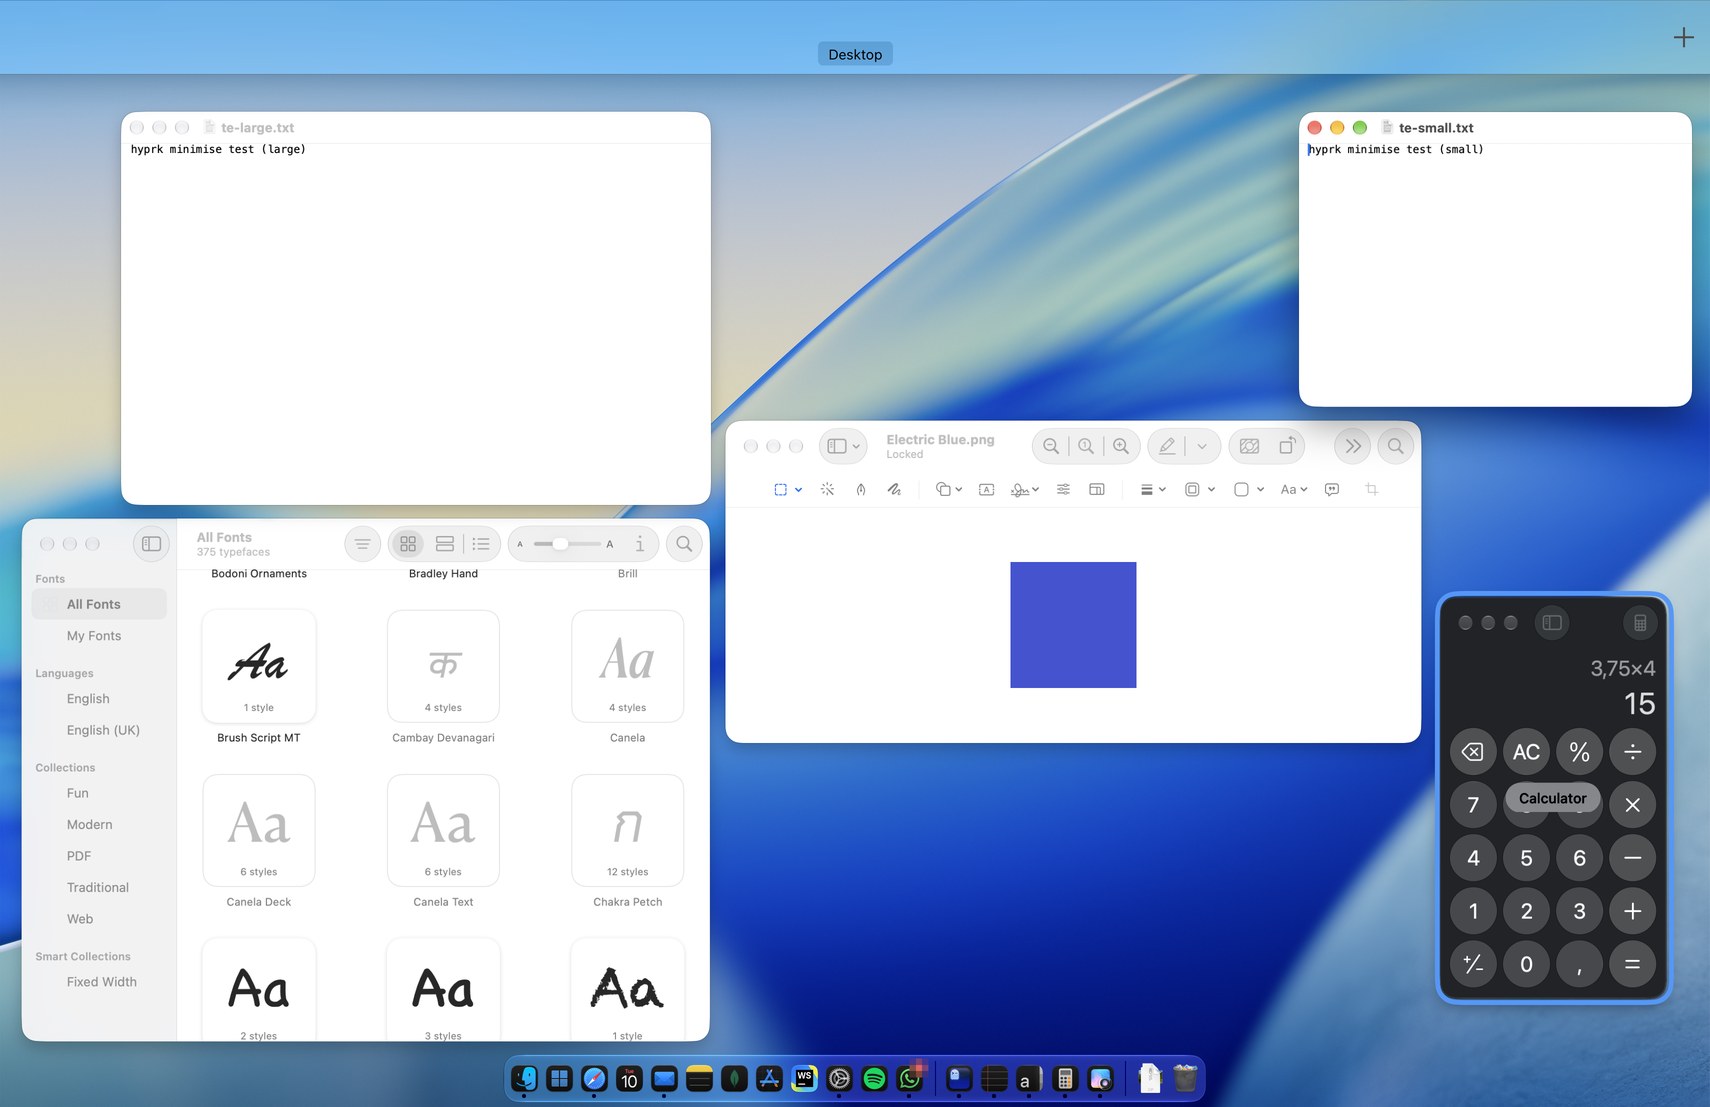 Desktop
te-large.txt
hyprk minimise test (large)
te-small.txt
hyprk minimise test (small)
Electric Blue.png
Locked
Aa
All Fonts
375 typefaces
A A
Fonts
All Fonts
My Fonts
Languages
English
English (UK)
Collections
Fun
Modern
PDF
Traditional
Web
Smart Collections
Fixed Width
Bodoni Ornaments
Bradley Hand
Brill
Aa
1 style
Brush Script MT
क
4 styles
Cambay Devanagari
Aa
4 styles
Canela
Aa
6 styles
Canela Deck
Aa
6 styles
Canela Text
ก
12 styles
Chakra Petch
Aa
2 styles
Aa
3 styles
Aa
1 style
3,75×4
15
AC % ÷
7 ×
Calculator
4 5 6 −
1 2 3 +
+/− 0 , =
Tue
10
WS
a